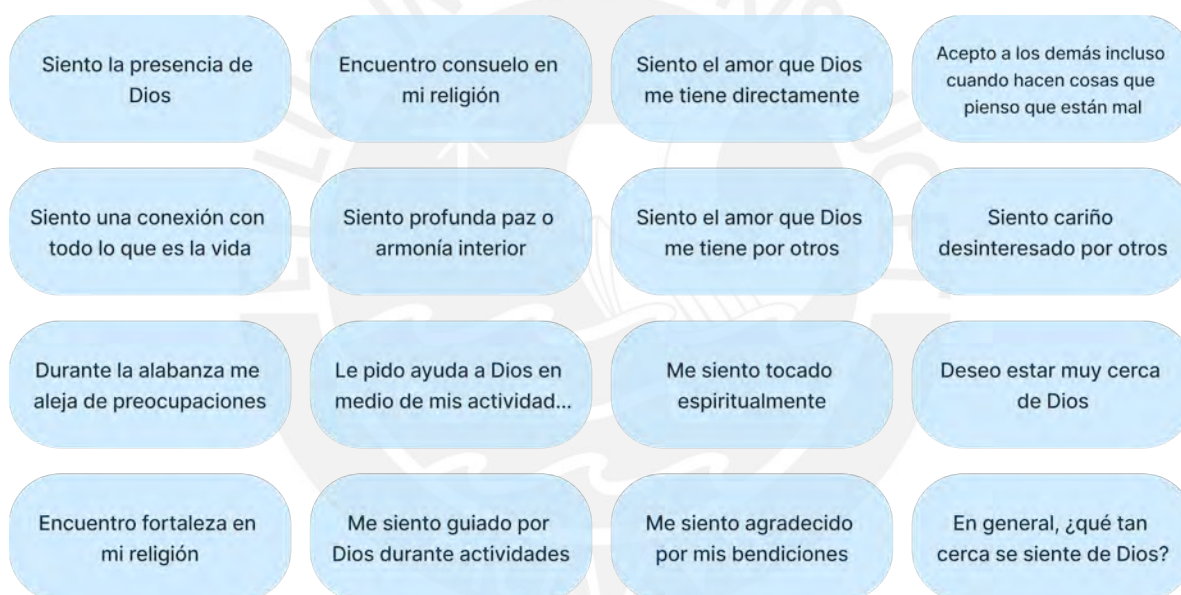 Siento la presencia de
Dios
Encuentro consuelo en
mi religión
Siento el amor que Dios
me tiene directamente
Acepto a los demás incluso
cuando hacen cosas que
pienso que están mal
Siento una conexión con
todo lo que es la vida
Siento profunda paz o
armonía interior
Siento el amor que Dios
me tiene por otros
Siento cariño
desinteresado por otros
Durante la alabanza me
aleja de preocupaciones
Le pido ayuda a Dios en
medio de mis actividad...
Me siento tocado
espiritualmente
Deseo estar muy cerca
de Dios
Encuentro fortaleza en
mi religión
Me siento guiado por
Dios durante actividades
Me siento agradecido
por mis bendiciones
En general, ¿qué tan
cerca se siente de Dios?